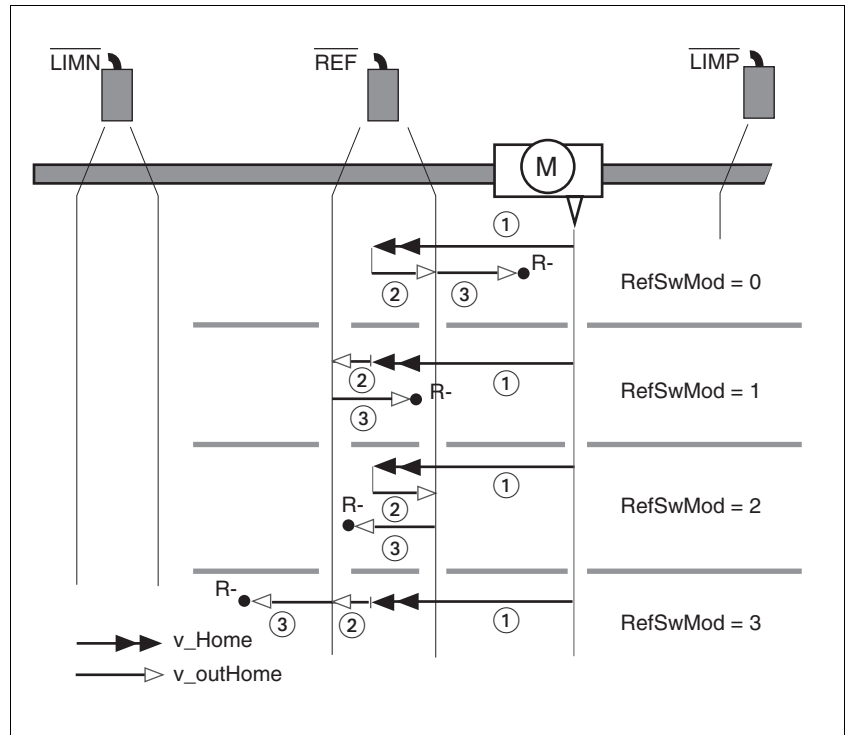 LIMN
REF
LIMP
M
1
R-
2
3
RefSwMod = 0
2
1
R-
3
RefSwMod = 1
1
R-
2
3
RefSwMod = 2
R-
3
2
1
RefSwMod = 3
v_Home
v_outHome